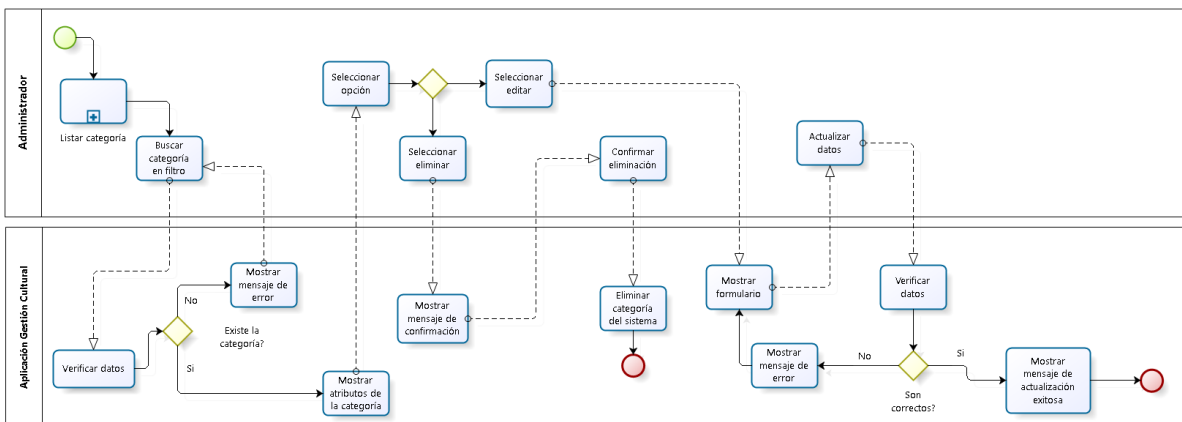 Administrador
Listar categoría
Buscar
categoría
en filtro
Seleccionar
opción
Seleccionar
editar
Seleccionar
eliminar
Confirmar
eliminación
Actualizar
datos
Aplicación Gestión Cultural
Verificar datos
No
Si
Existe la
categoría?
Mostrar
mensaje de
error
Mostrar
atributos de
la categoría
Mostrar
mensaje de
confirmación
Eliminar
categoría
del sistema
Mostrar
formulario
Verificar
datos
Mostrar
mensaje de
error
No
Si
Son
correctos?
Mostrar
mensaje de
actualización
exitosa